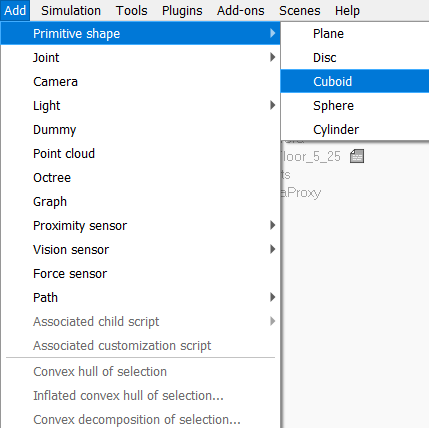 Add Simulation Tools Plugins Add-ons Scenes Help
Primitive shape
Joint
Camera
Light
Dummy
Point cloud
Octree
Graph
Proximity sensor
Vision sensor
Force sensor
Path
Associated child script
Associated customization script
Convex hull of selection
Inflated convex hull of selection...
Convex decomposition of selection...
Plane
Disc
Cuboid
Sphere
Cylinder
loor_5_25
ts
aProxy